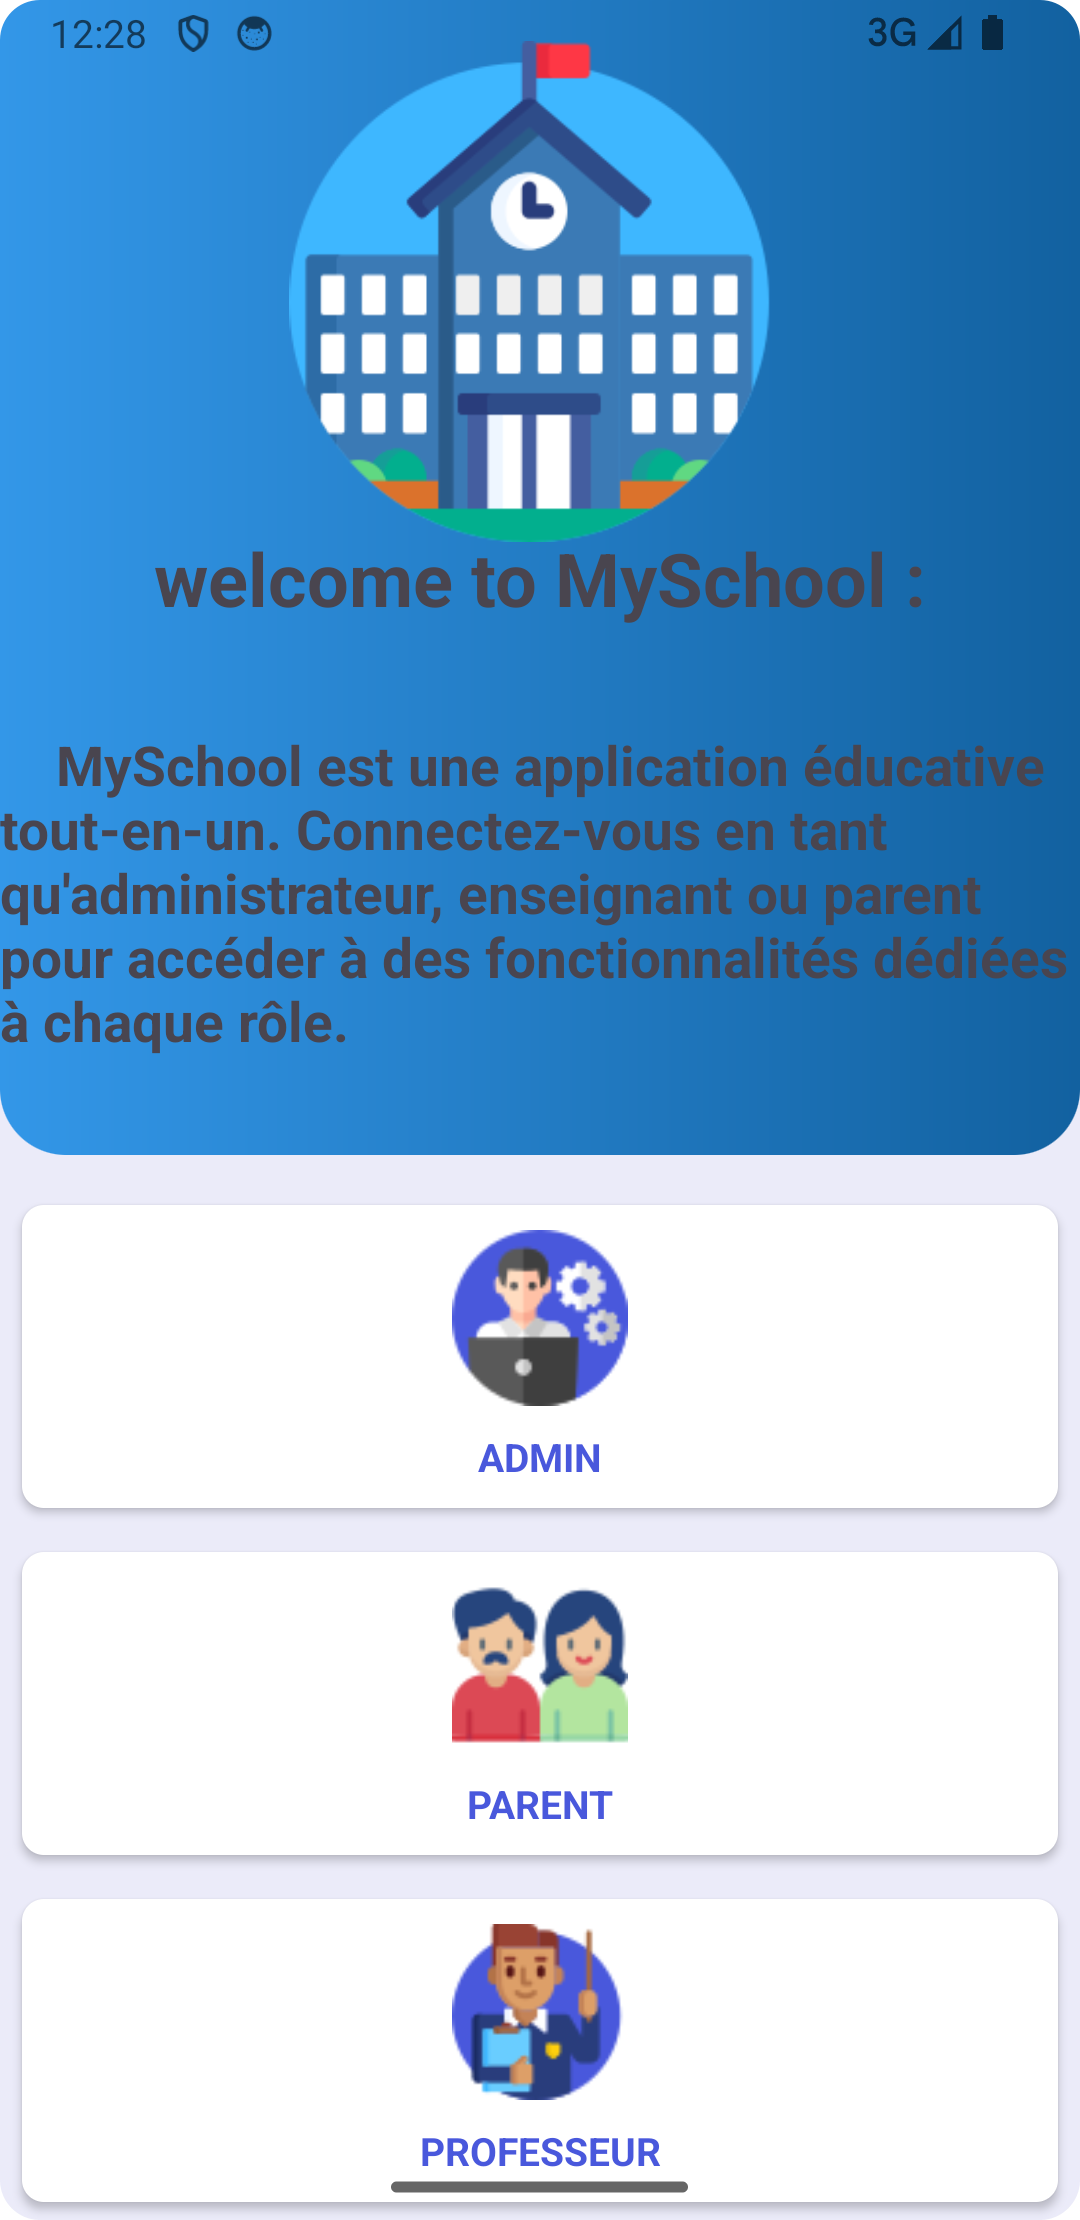 12:28 3G
welcome to MySchool :
MySchool est une application éducative
tout-en-un. Connectez-vous en tant
qu'administrateur, enseignant ou parent
pour accéder à des fonctionnalités dédiées
à chaque rôle.
ADMIN
PARENT
PROFESSEUR